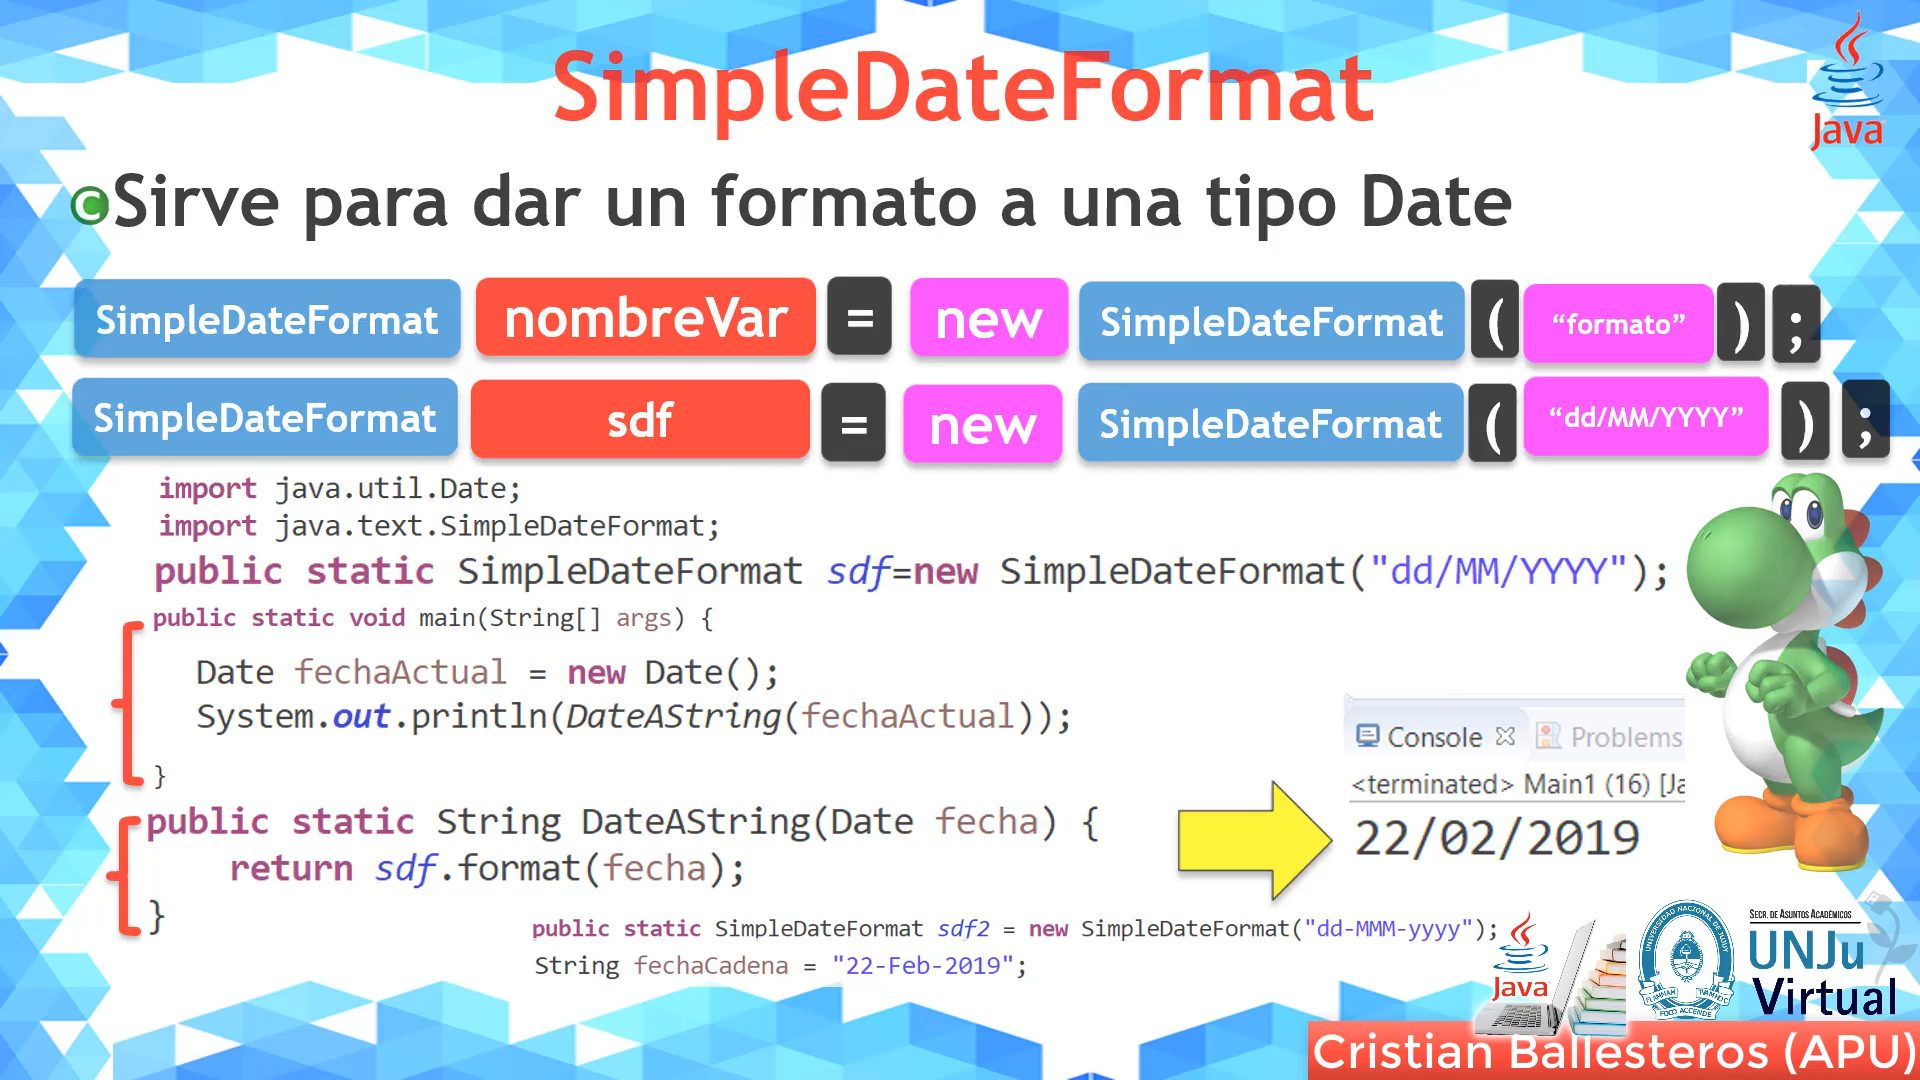 SimpleDateFormat
Java
Sirve para dar un formato a una tipo Date
SimpleDateFormat nombreVar = new SimpleDateFormat ( “formato” ) ;
SimpleDateFormat sdf = new SimpleDateFormat ( “dd/MM/YYYY” ) ;
import java.util.Date;
import java.text.SimpleDateFormat;
public static SimpleDateFormat sdf=new SimpleDateFormat("dd/MM/YYYY");
public static void main(String[] args) {
Date fechaActual = new Date();
System.out.println(DateAString(fechaActual));
}
Console Problems
<terminated> Main1 (16) [Ja
22/02/2019
public static String DateAString(Date fecha) {
return sdf.format(fecha);
}
public static SimpleDateFormat sdf2 = new SimpleDateFormat("dd-MMM-yyyy");
String fechaCadena = "22-Feb-2019";
Java
UNIVERSIDAD NACIONAL DE JUJUY
SECR. DE ASUNTOS ACADÉMICOS
UNJu
Virtual
Cristian Ballesteros (APU)